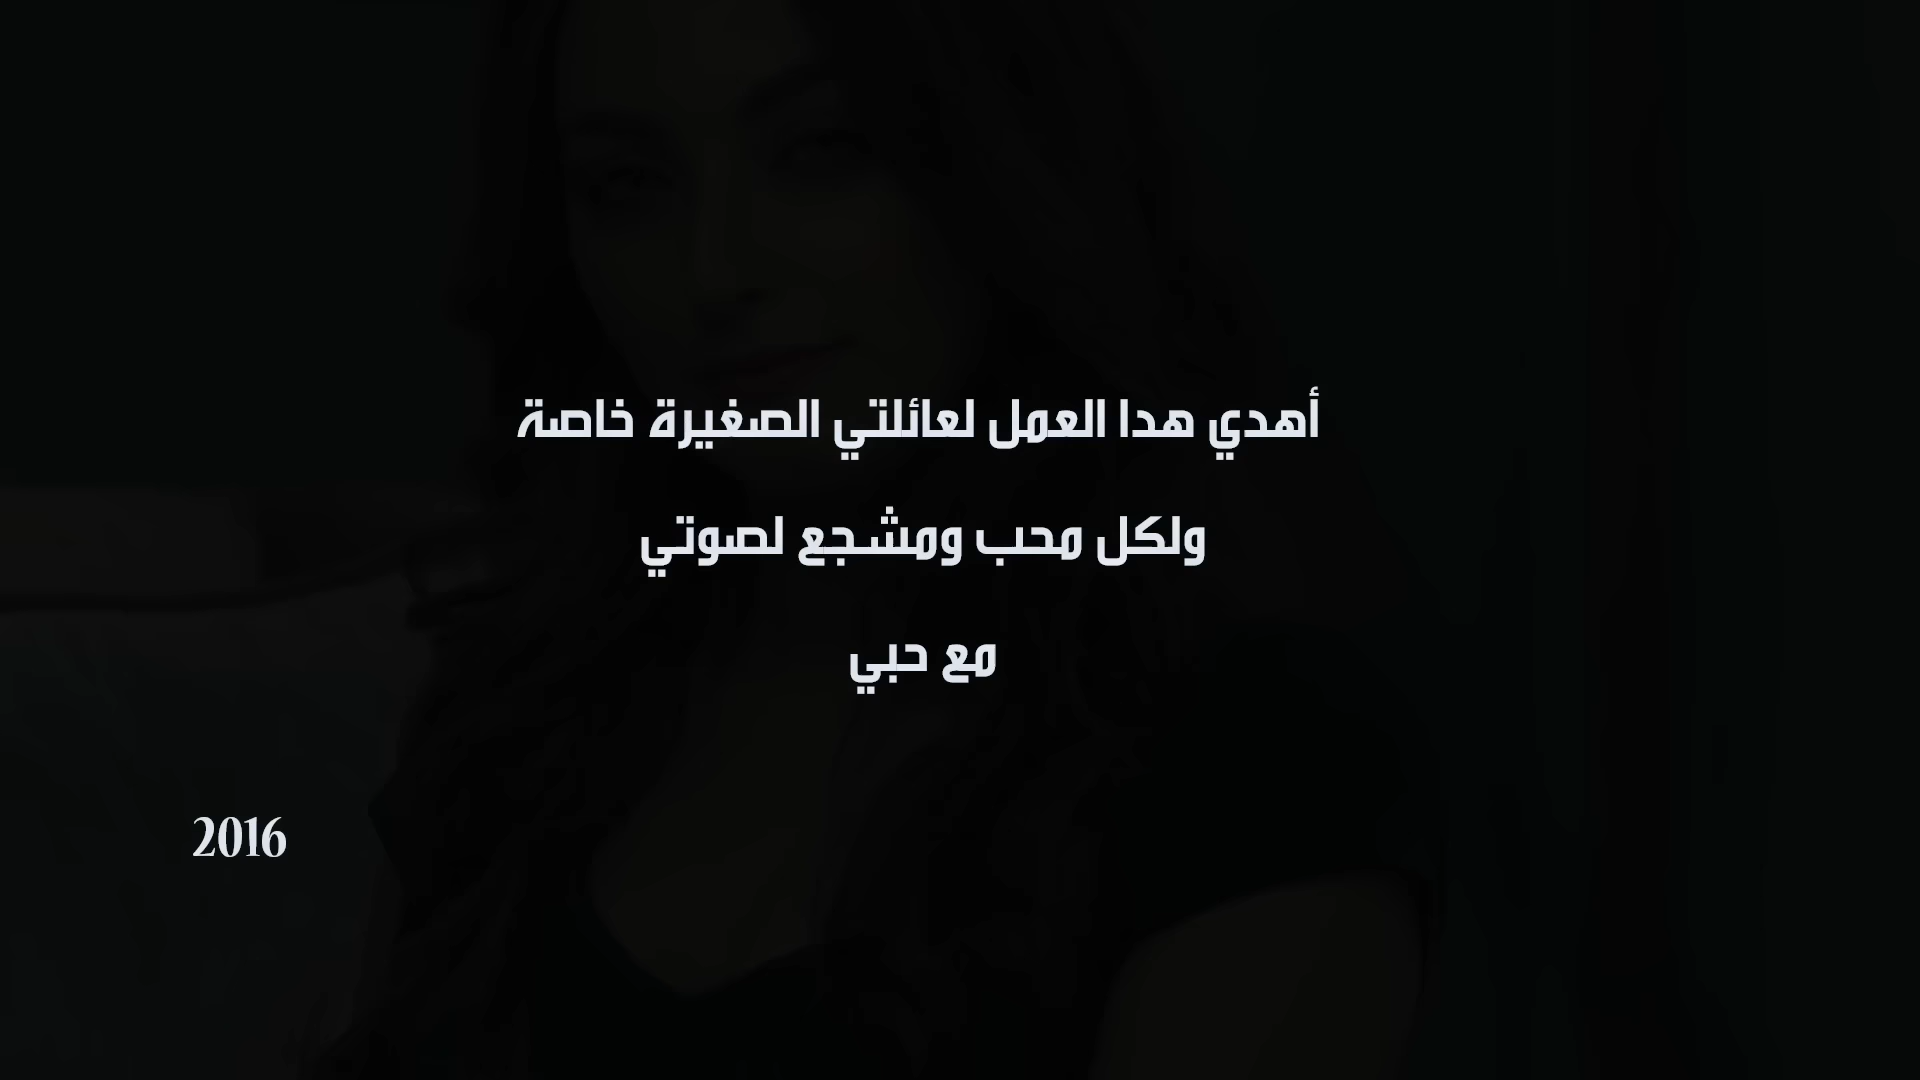 أهدي هدا العمل لعائلتي الصغيرة خاصة
ولكل محب ومشجع لصوتي
مع حبي
2016